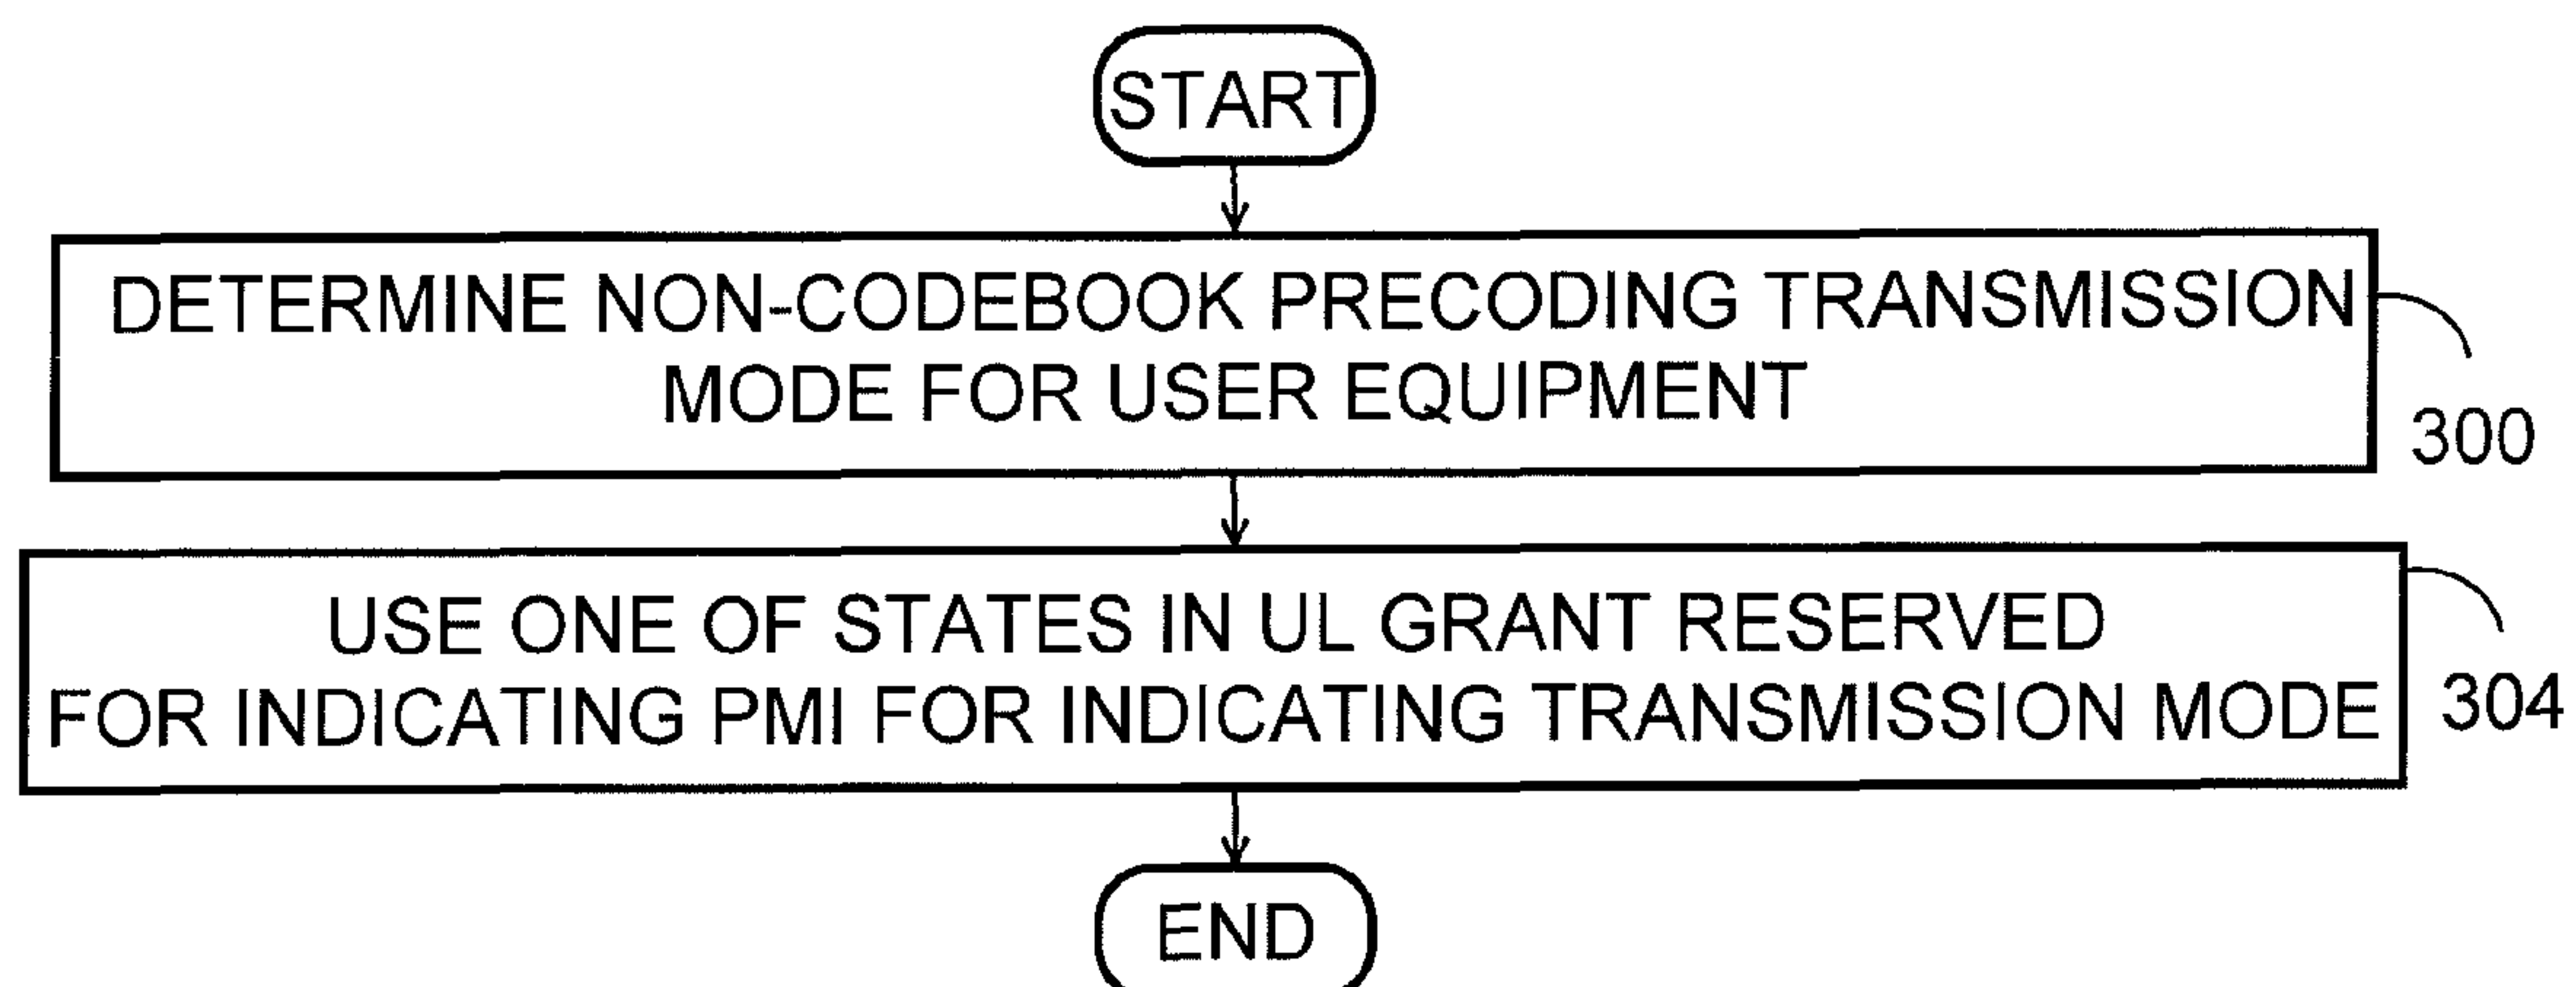 START
DETERMINE NON-CODEBOOK PRECODING TRANSMISSION
MODE FOR USER EQUIPMENT
300
USE ONE OF STATES IN UL GRANT RESERVED
FOR INDICATING PMI FOR INDICATING TRANSMISSION MODE
304
END